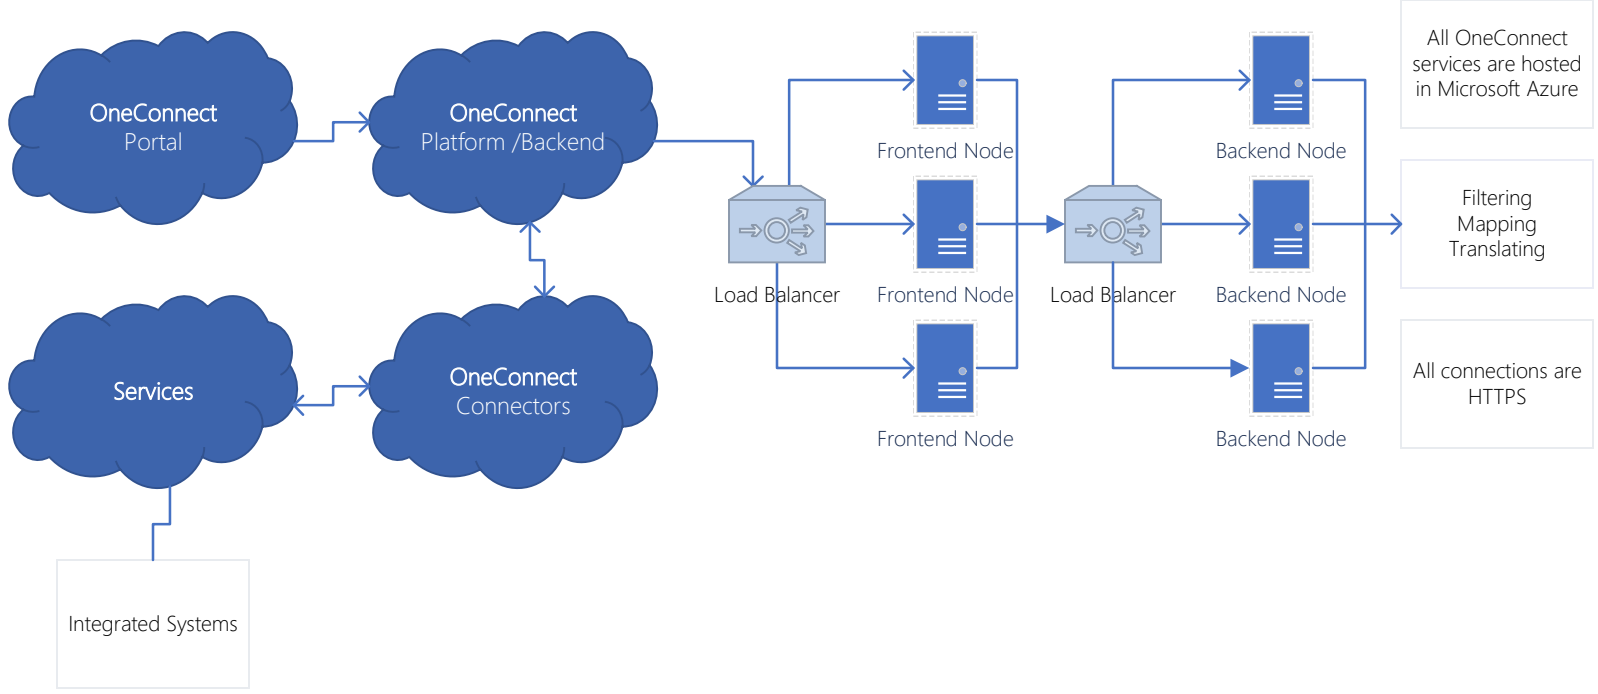 OneConnect
Portal
OneConnect
Platform /Backend
Services
OneConnect
Connectors
Integrated Systems
Load Balancer
Frontend Node
Frontend Node
Frontend Node
Load Balancer
Backend Node
Backend Node
Backend Node
All OneConnect
services are hosted
in Microsoft Azure
Filtering
Mapping
Translating
All connections are
HTTPS